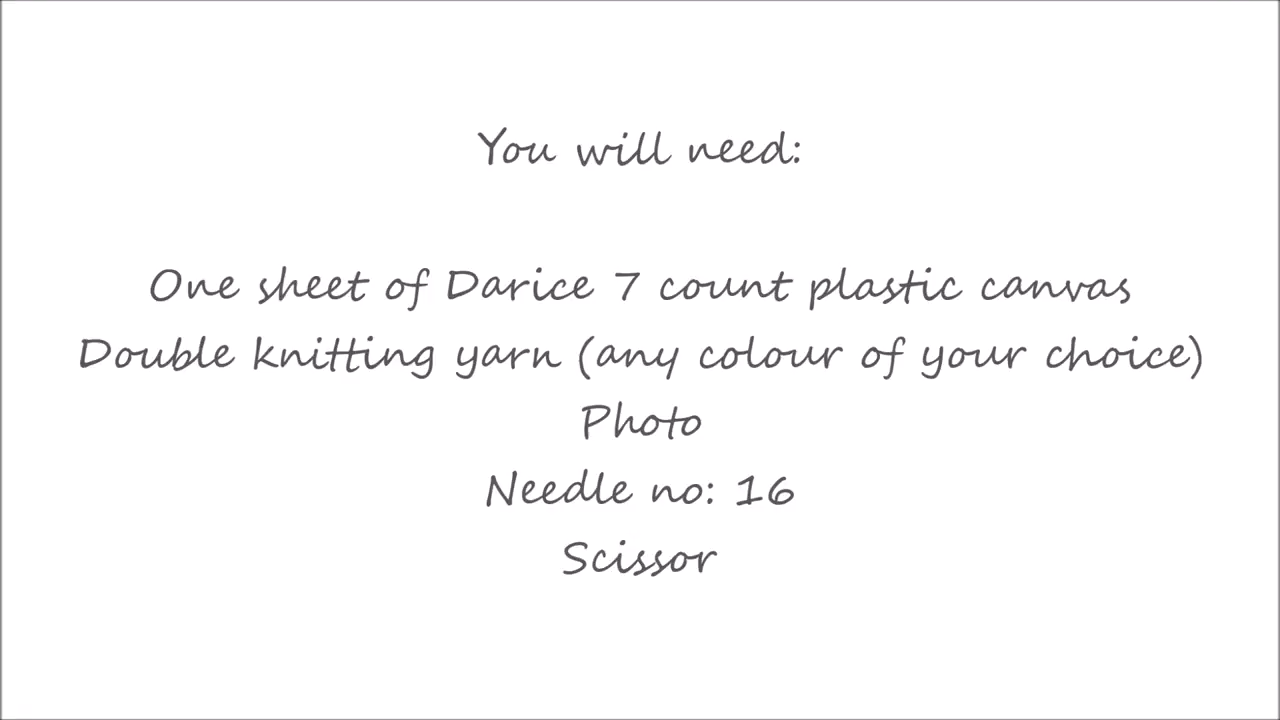 You will need:
One sheet of Darice 7 count plastic canvas
Double knitting yarn (any colour of your choice)
Photo
Needle no: 16
Scissor